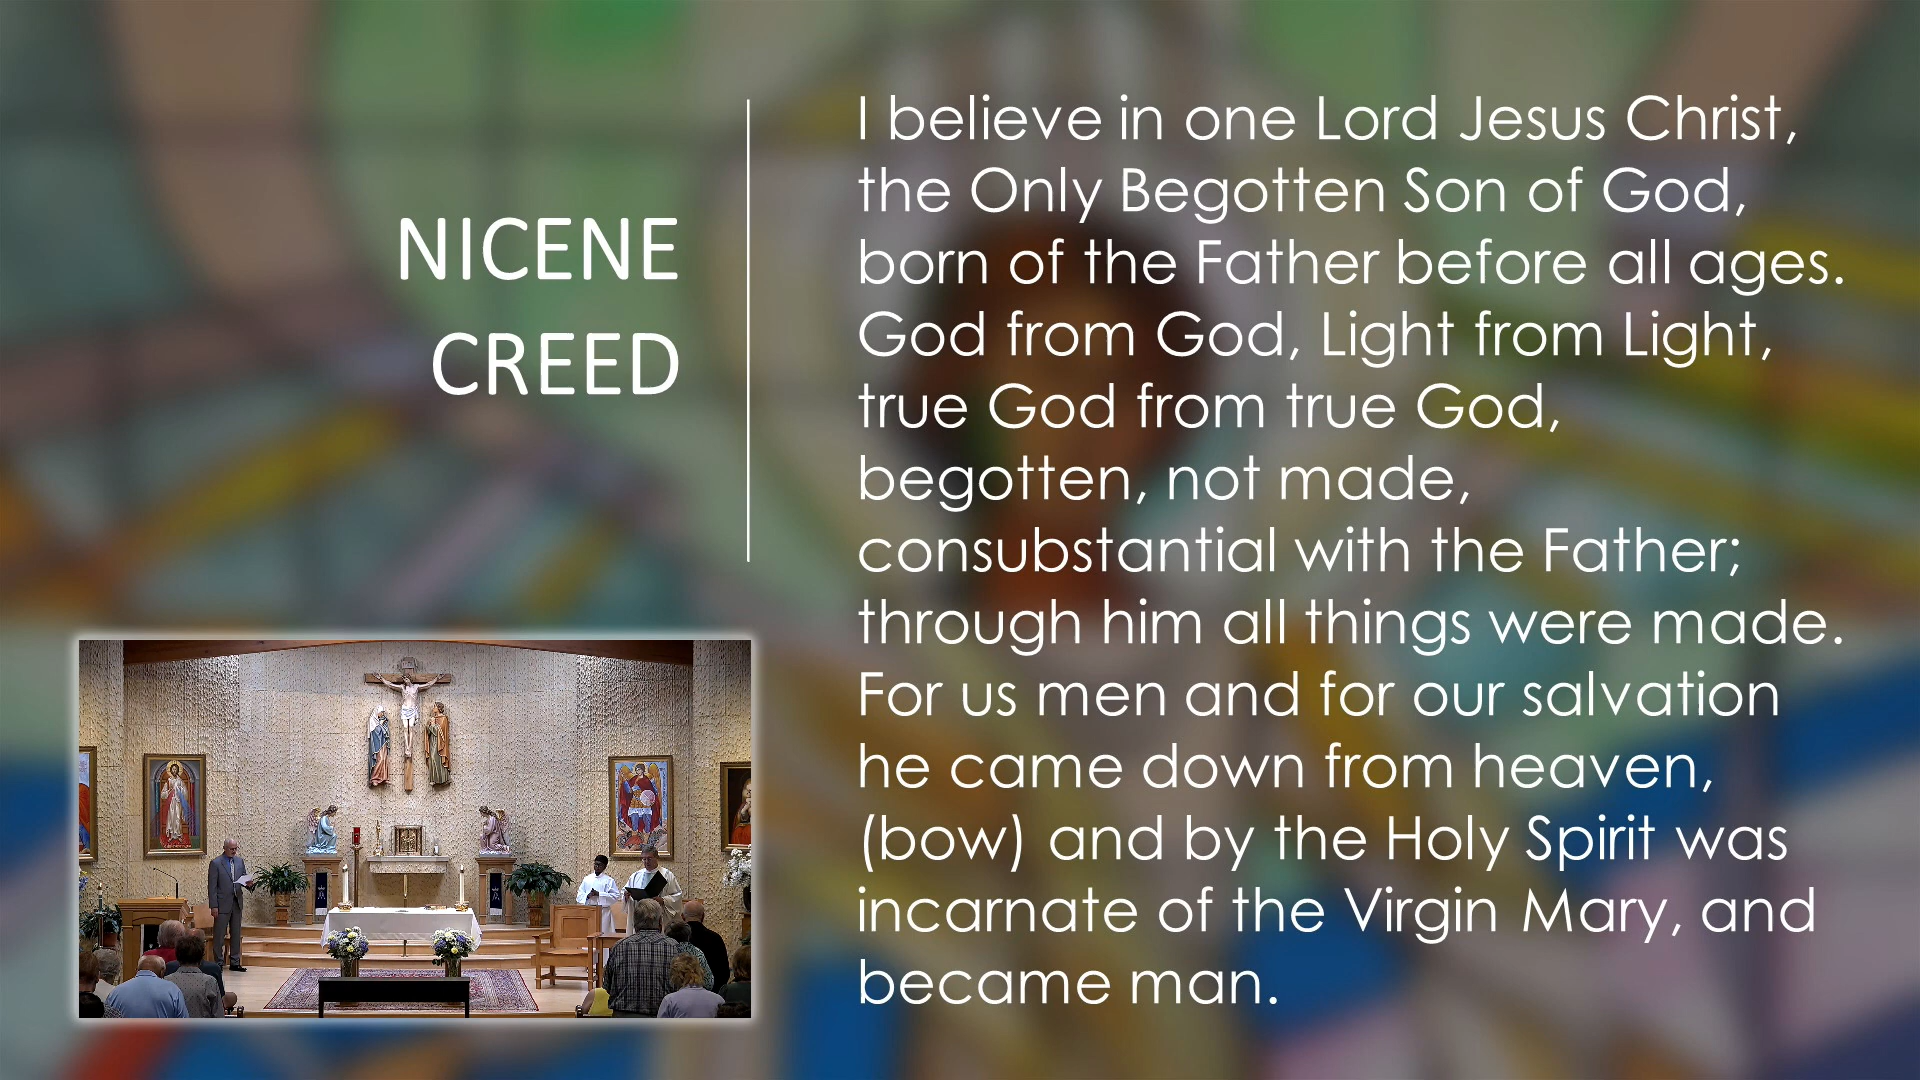 NICENE
CREED
I believe in one Lord Jesus Christ,
the Only Begotten Son of God,
born of the Father before all ages.
God from God, Light from Light,
true God from true God,
begotten, not made,
consubstantial with the Father;
through him all things were made.
For us men and for our salvation
he came down from heaven,
(bow) and by the Holy Spirit was
incarnate of the Virgin Mary, and
became man.